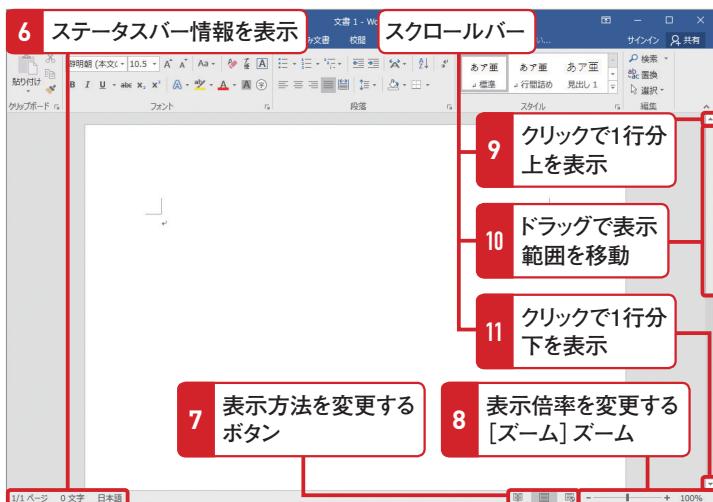 6 ステータスバー情報を表示
スクロールバー
文書 1 - Wo
み文書 校閲 い... サインイン 共有
貼り付け
明朝 (本文( 10.5 A A Aa
B I U abc x₂ x² A ab A A 字
あア亜 あア亜 あア亜
標準 行間詰め 見出し 1
検索
置換
選択
クリップボード フォント 段落 スタイル 編集
9 クリックで1行分
上を表示
10 ドラッグで表示
範囲を移動
11 クリックで1行分
下を表示
7 表示方法を変更する
ボタン
8 表示倍率を変更する
[ズーム] ズーム
1/1 ページ 0 文字 日本語 - + 100%